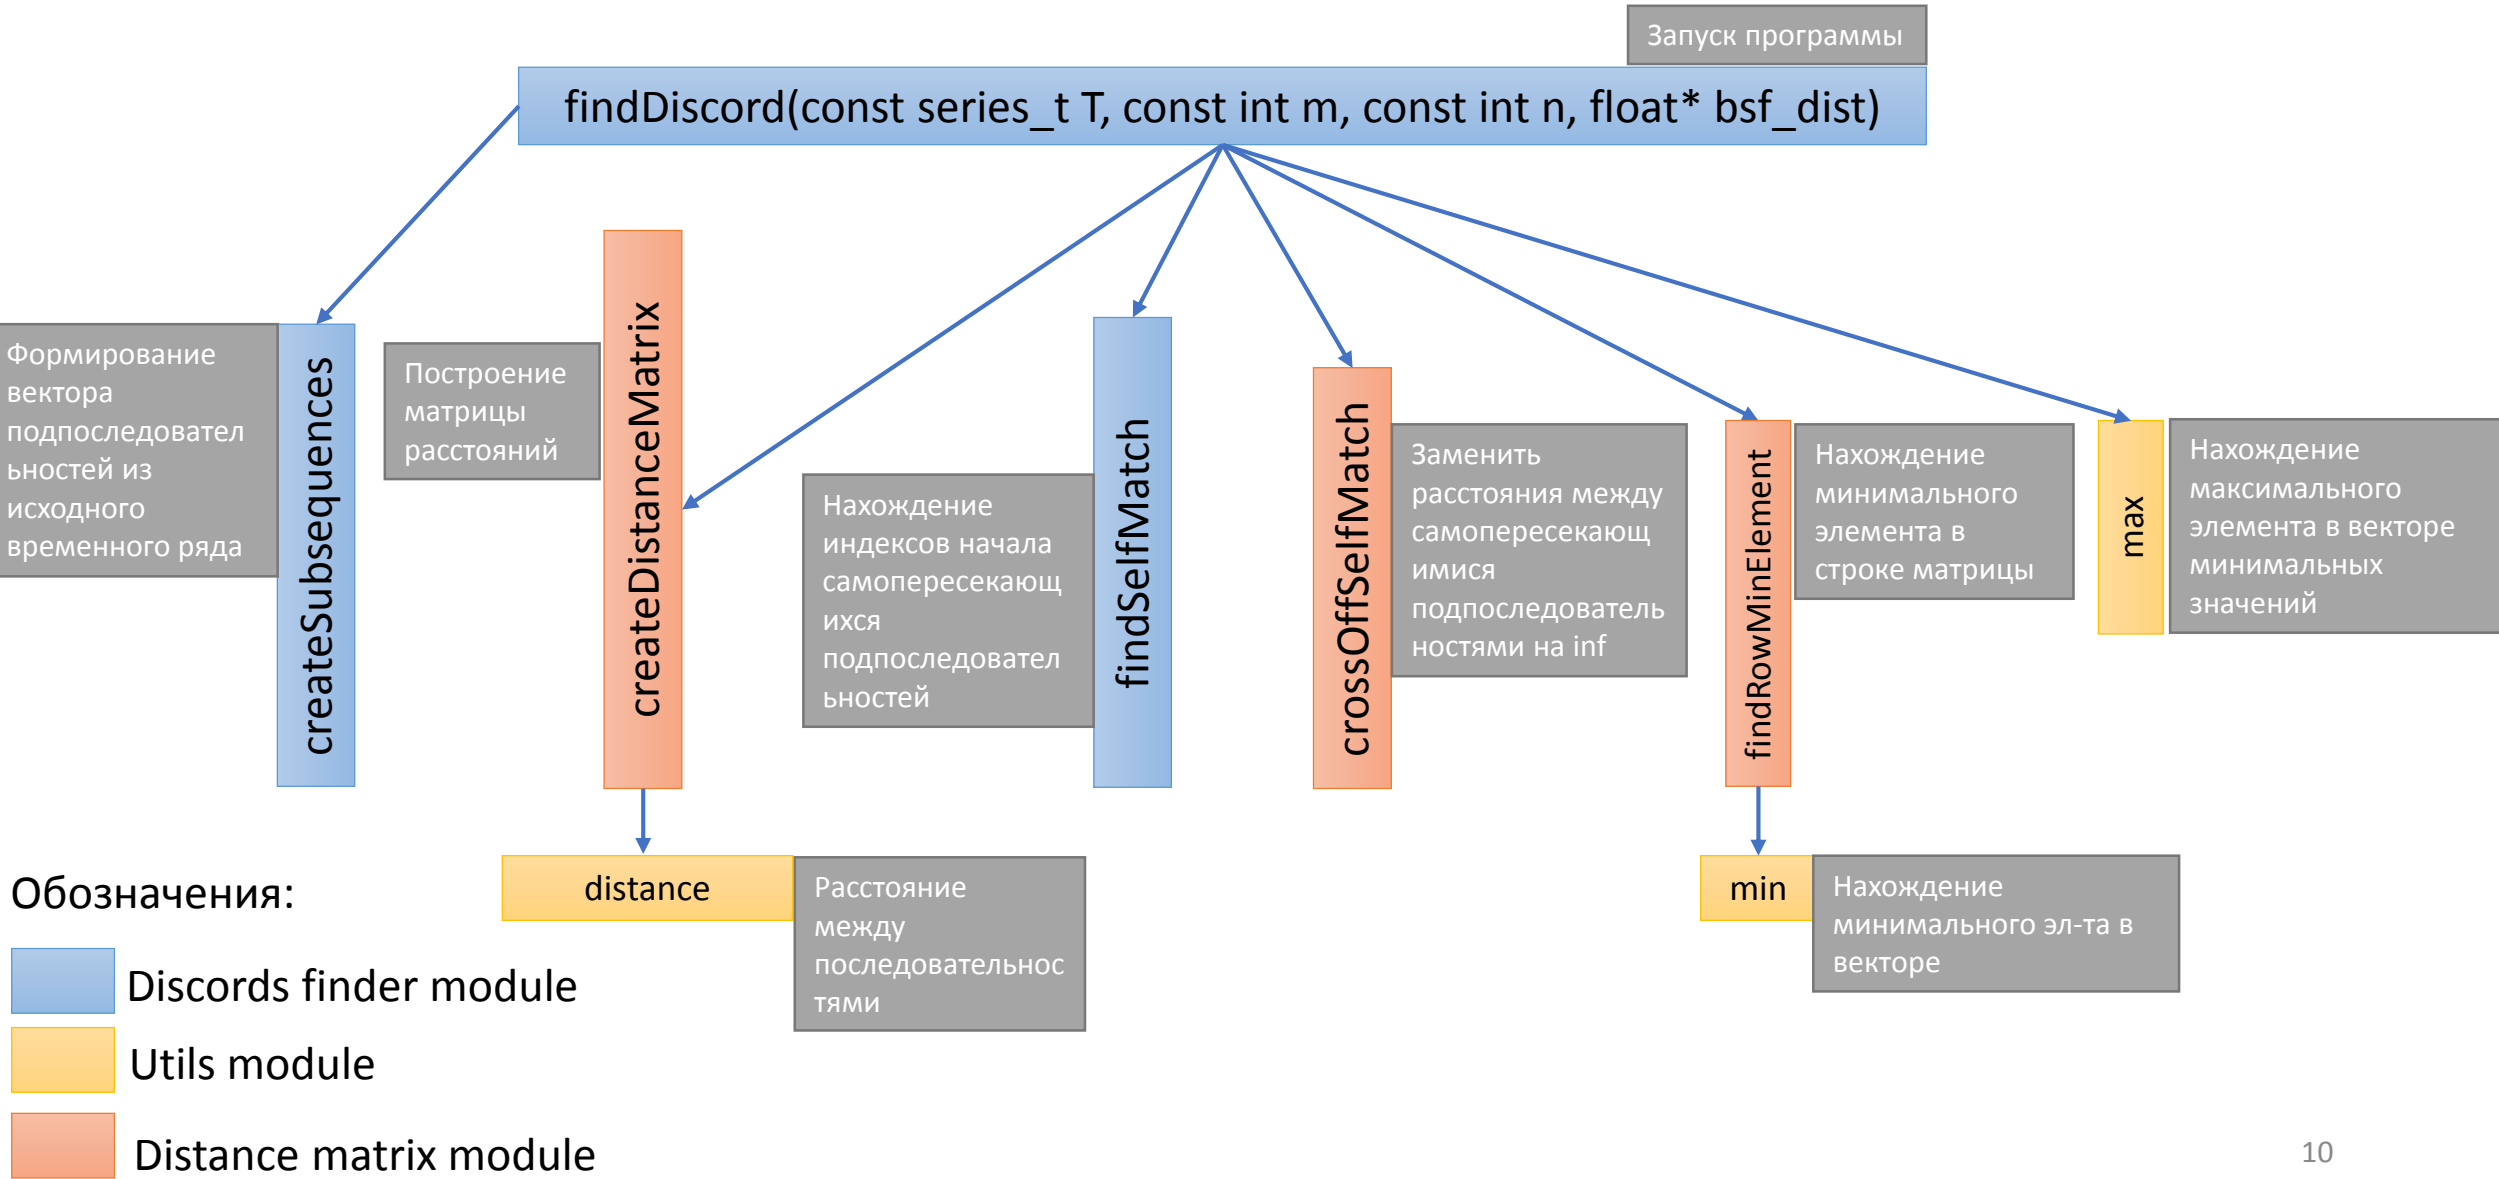 Запуск программы
findDiscord(const series_t T, const int m, const int n, float* bsf_dist)
Формирование
вектора
подпоследовател
ьностей из
исходного
временного ряда
createSubsequences
Построение
матрицы
расстояний
createDistanceMatrix
Нахождение
индексов начала
самопересекающ
ихся
подпоследовател
ьностей
findSelfMatch
crossOffSelfMatch
Заменить
расстояния между
самопересекающ
имися
подпоследователь
ностями на inf
findRowMinElement
Нахождение
минимального
элемента в
строке матрицы
max
Нахождение
максимального
элемента в векторе
минимальных
значений
distance
Расстояние
между
последовательнос
тями
min
Нахождение
минимального эл-та в
векторе
Обозначения:
Discords finder module
Utils module
Distance matrix module
10